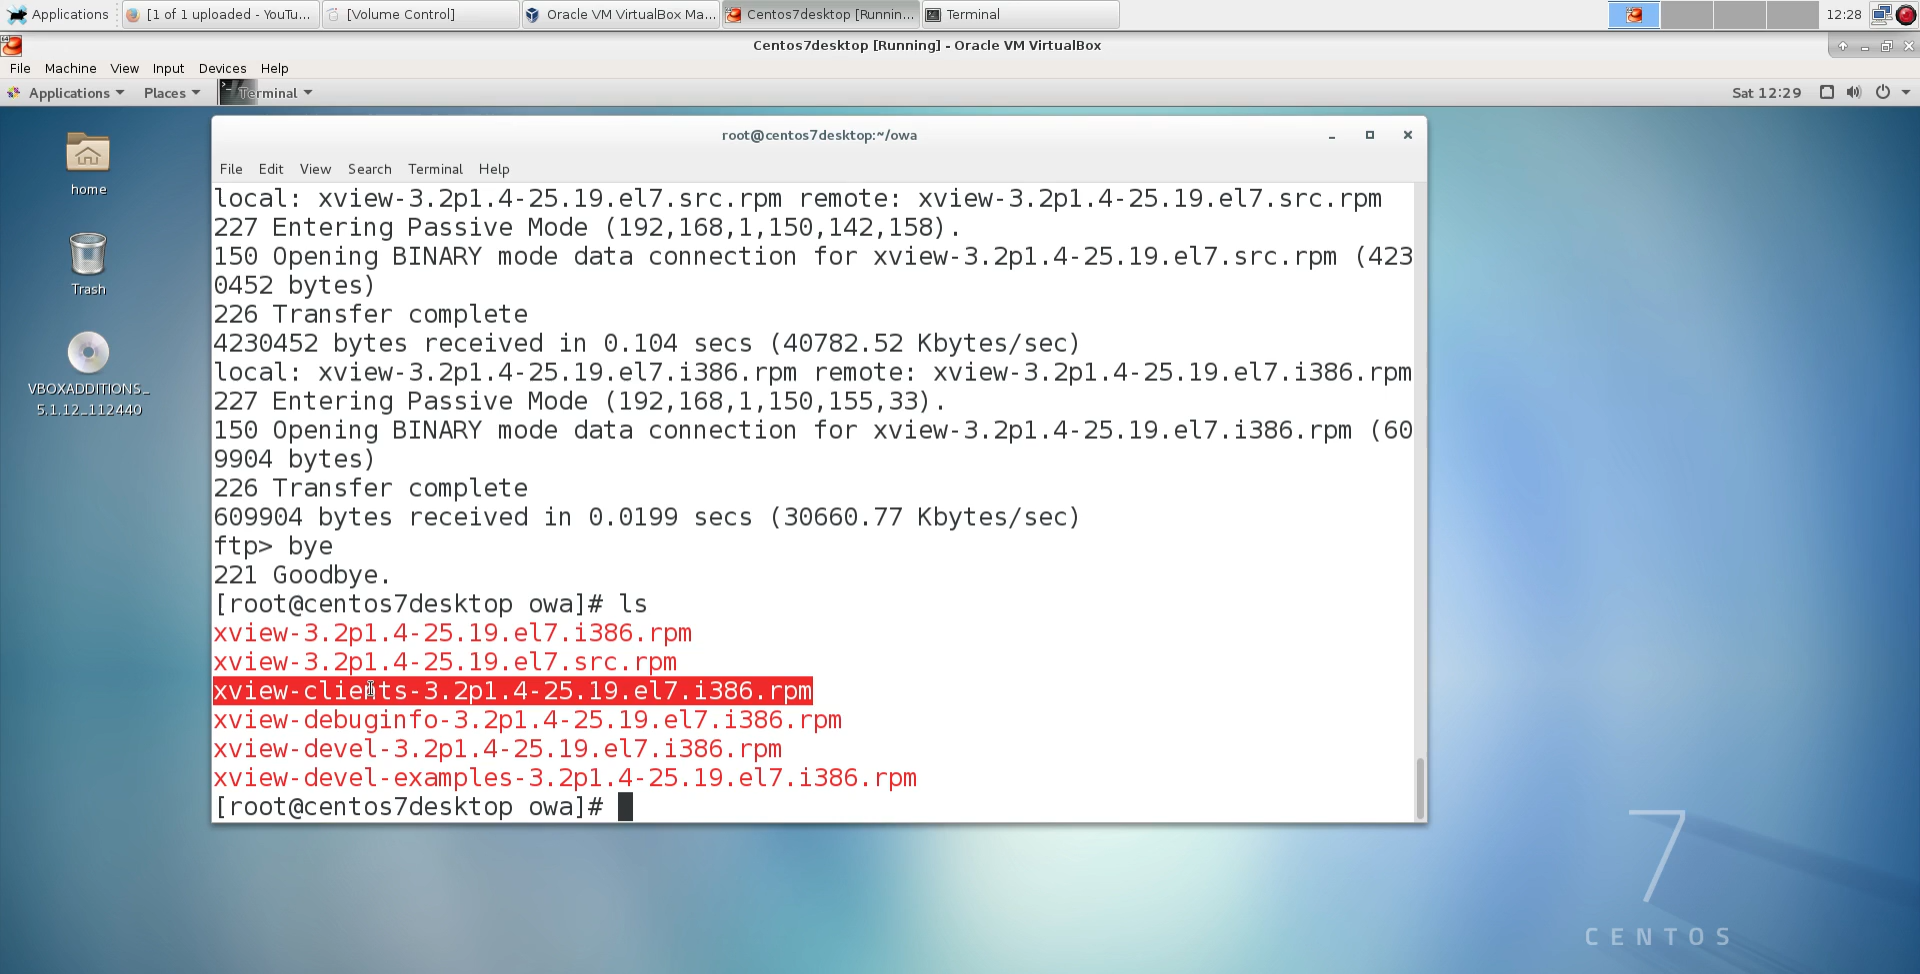 Applications
[1 of 1 uploaded - YouTu...
[Volume Control]
Oracle VM VirtualBox Ma...
Centos7desktop [Runnin...
Terminal
12:28
Centos7desktop [Running] - Oracle VM VirtualBox
File Machine View Input Devices Help
Applications Places Terminal
Sat 12:29
home
Trash
VBOXADDITIONS_
5.1.12_112440
root@centos7desktop:~/owa
File Edit View Search Terminal Help
local: xview-3.2p1.4-25.19.el7.src.rpm remote: xview-3.2p1.4-25.19.el7.src.rpm
227 Entering Passive Mode (192,168,1,150,142,158).
150 Opening BINARY mode data connection for xview-3.2p1.4-25.19.el7.src.rpm (423
0452 bytes)
226 Transfer complete
4230452 bytes received in 0.104 secs (40782.52 Kbytes/sec)
local: xview-3.2p1.4-25.19.el7.i386.rpm remote: xview-3.2p1.4-25.19.el7.i386.rpm
227 Entering Passive Mode (192,168,1,150,155,33).
150 Opening BINARY mode data connection for xview-3.2p1.4-25.19.el7.i386.rpm (60
9904 bytes)
226 Transfer complete
609904 bytes received in 0.0199 secs (30660.77 Kbytes/sec)
ftp> bye
221 Goodbye.
[root@centos7desktop owa]# ls
xview-3.2p1.4-25.19.el7.i386.rpm
xview-3.2p1.4-25.19.el7.src.rpm
xview-clients-3.2p1.4-25.19.el7.i386.rpm
xview-debuginfo-3.2p1.4-25.19.el7.i386.rpm
xview-devel-3.2p1.4-25.19.el7.i386.rpm
xview-devel-examples-3.2p1.4-25.19.el7.i386.rpm
[root@centos7desktop owa]#
7
CENTOS